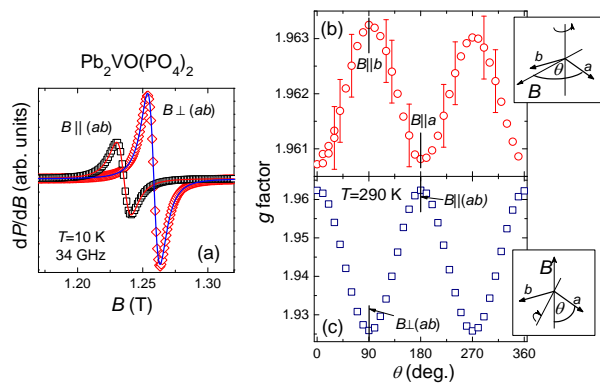 Pb₂VO(PO₄)₂
dP/dB (arb. units)
B || (ab)
B ⊥ (ab)
T=10 K
34 GHz
(a)
1.20
1.25
1.30
B (T)
(b)
1.963
1.962
1.961
B||b
B||a
b
θ
a
B
g factor
1.96
1.95
1.94
1.93
T=290 K
B||(ab)
B⊥(ab)
(c)
B
b
a
θ
0
90
180
270
360
θ (deg.)